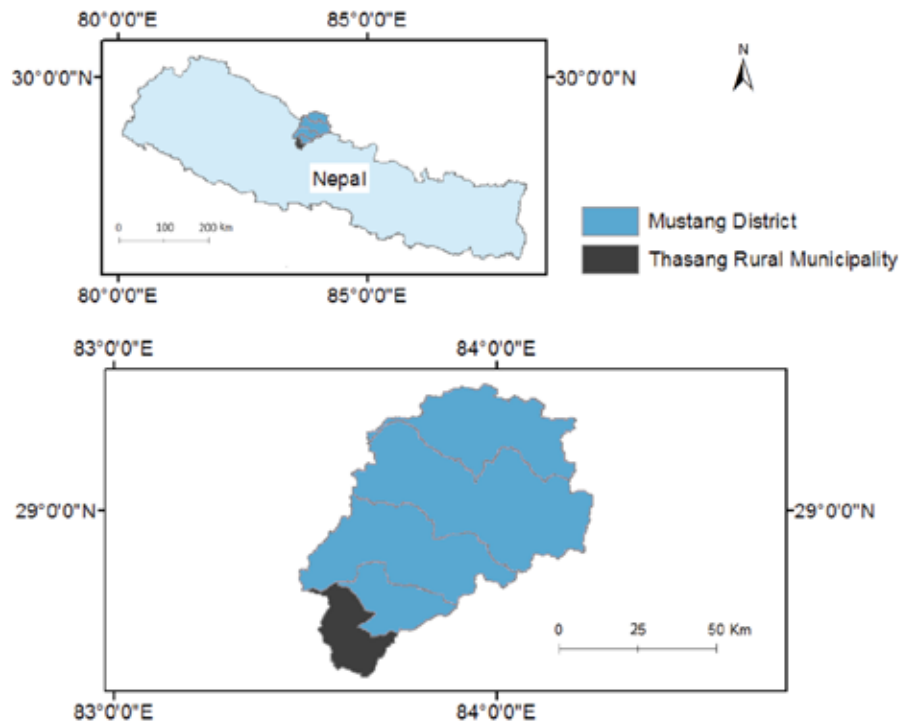 80°0'0"E 85°0'0"E
N
30°0'0"N 30°0'0"N
Nepal
0 100 200 km
Mustang District
Thasang Rural Municipality
80°0'0"E 85°0'0"E
83°0'0"E 84°0'0"E
29°0'0"N 29°0'0"N
0 25 50 Km
83°0'0"E 84°0'0"E